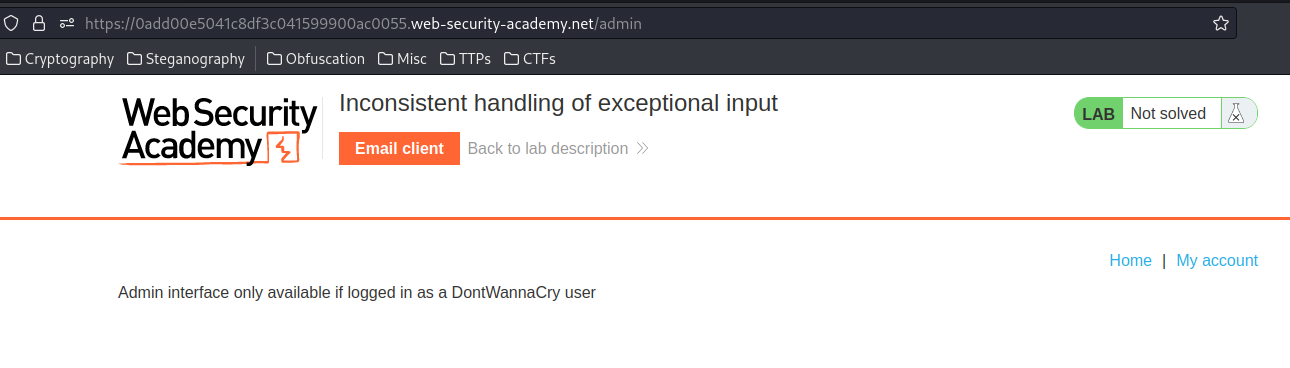 https://0add00e5041c8df3c041599900ac0055.web-security-academy.net/admin
Cryptography Steganography Obfuscation Misc TTPs CTFs
Web Security
Academy
Inconsistent handling of exceptional input
Email client Back to lab description
LAB Not solved
Home | My account
Admin interface only available if logged in as a DontWannaCry user